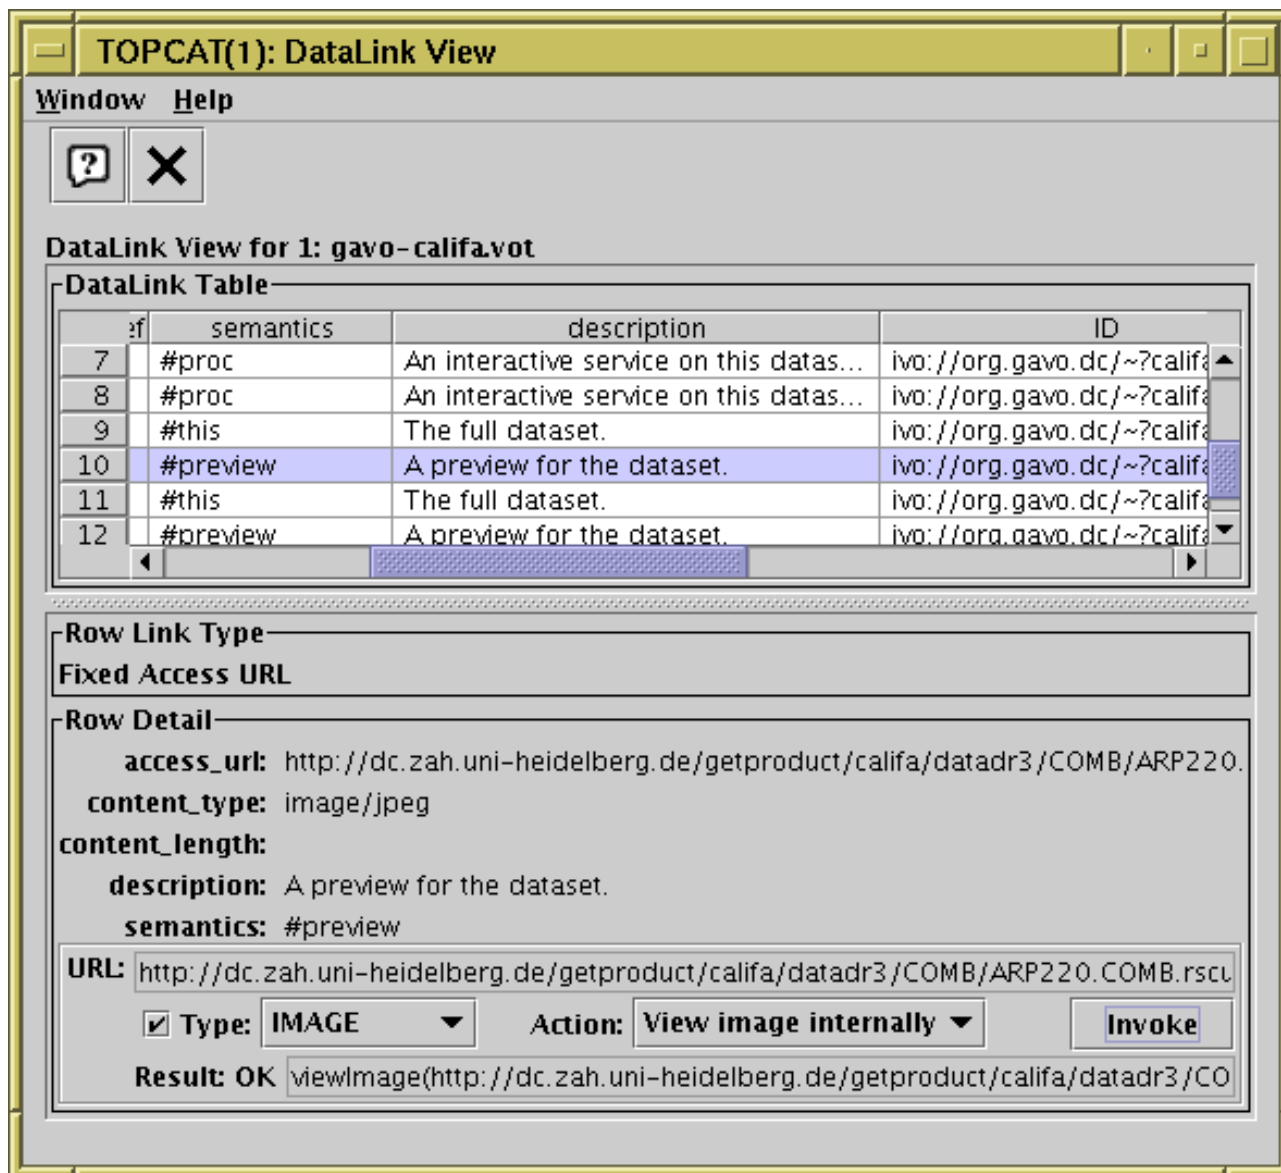 TOPCAT(1): DataLink View
Window Help
DataLink View for 1: gavo-califa.vot
DataLink Table
ef semantics description ID
7 #proc An interactive service on this datas... ivo://org.gavo.dc/~?califa
8 #proc An interactive service on this datas... ivo://org.gavo.dc/~?califa
9 #this The full dataset. ivo://org.gavo.dc/~?califa
10 #preview A preview for the dataset. ivo://org.gavo.dc/~?califa
11 #this The full dataset. ivo://org.gavo.dc/~?califa
12 #preview A preview for the dataset. ivo://org.gavo.dc/~?califa
Row Link Type
Fixed Access URL
Row Detail
access_url: http://dc.zah.uni-heidelberg.de/getproduct/califa/datadr3/COMB/ARP220.
content_type: image/jpeg
content_length:
description: A preview for the dataset.
semantics: #preview
URL: http://dc.zah.uni-heidelberg.de/getproduct/califa/datadr3/COMB/ARP220.COMB.rscu
Type: IMAGE Action: View image internally Invoke
Result: OK viewImage(http://dc.zah.uni-heidelberg.de/getproduct/califa/datadr3/CO